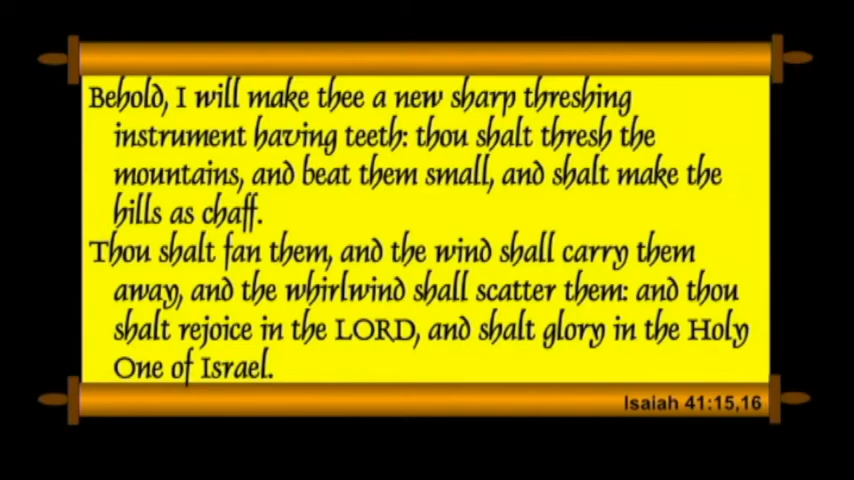 Behold, I will make thee a new sharp threshing
instrument having teeth: thou shalt thresh the
mountains, and beat them small, and shalt make the
hills as chaff.
Thou shalt fan them, and the wind shall carry them
away, and the whirlwind shall scatter them: and thou
shalt rejoice in the LORD, and shalt glory in the Holy
One of Israel.
Isaiah 41:15,16